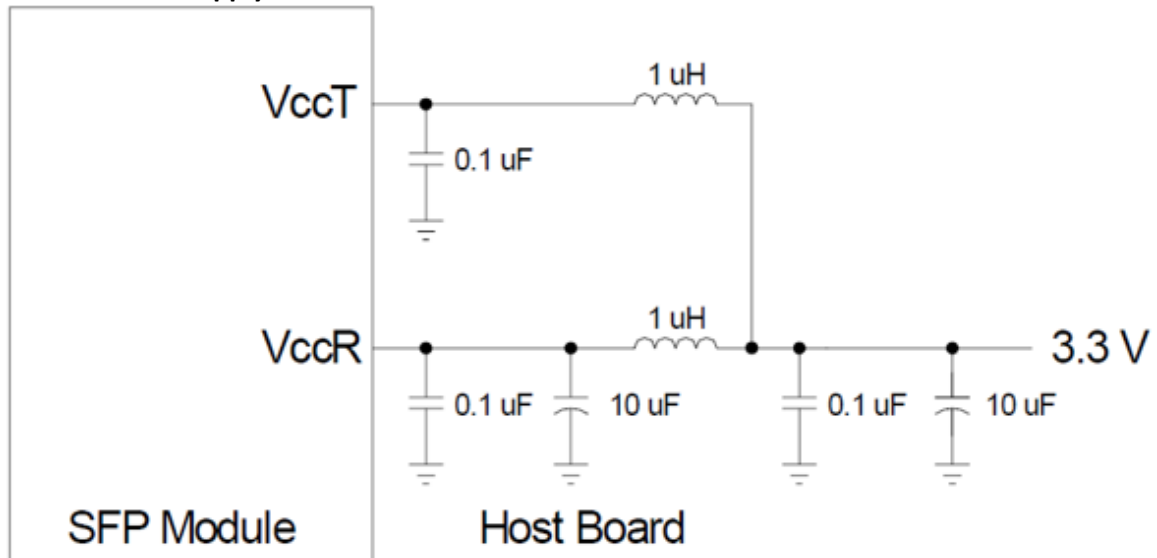 1 uH
VccT
0.1 uF
1 uH
VccR
3.3 V
0.1 uF
10 uF
0.1 uF
10 uF
SFP Module
Host Board